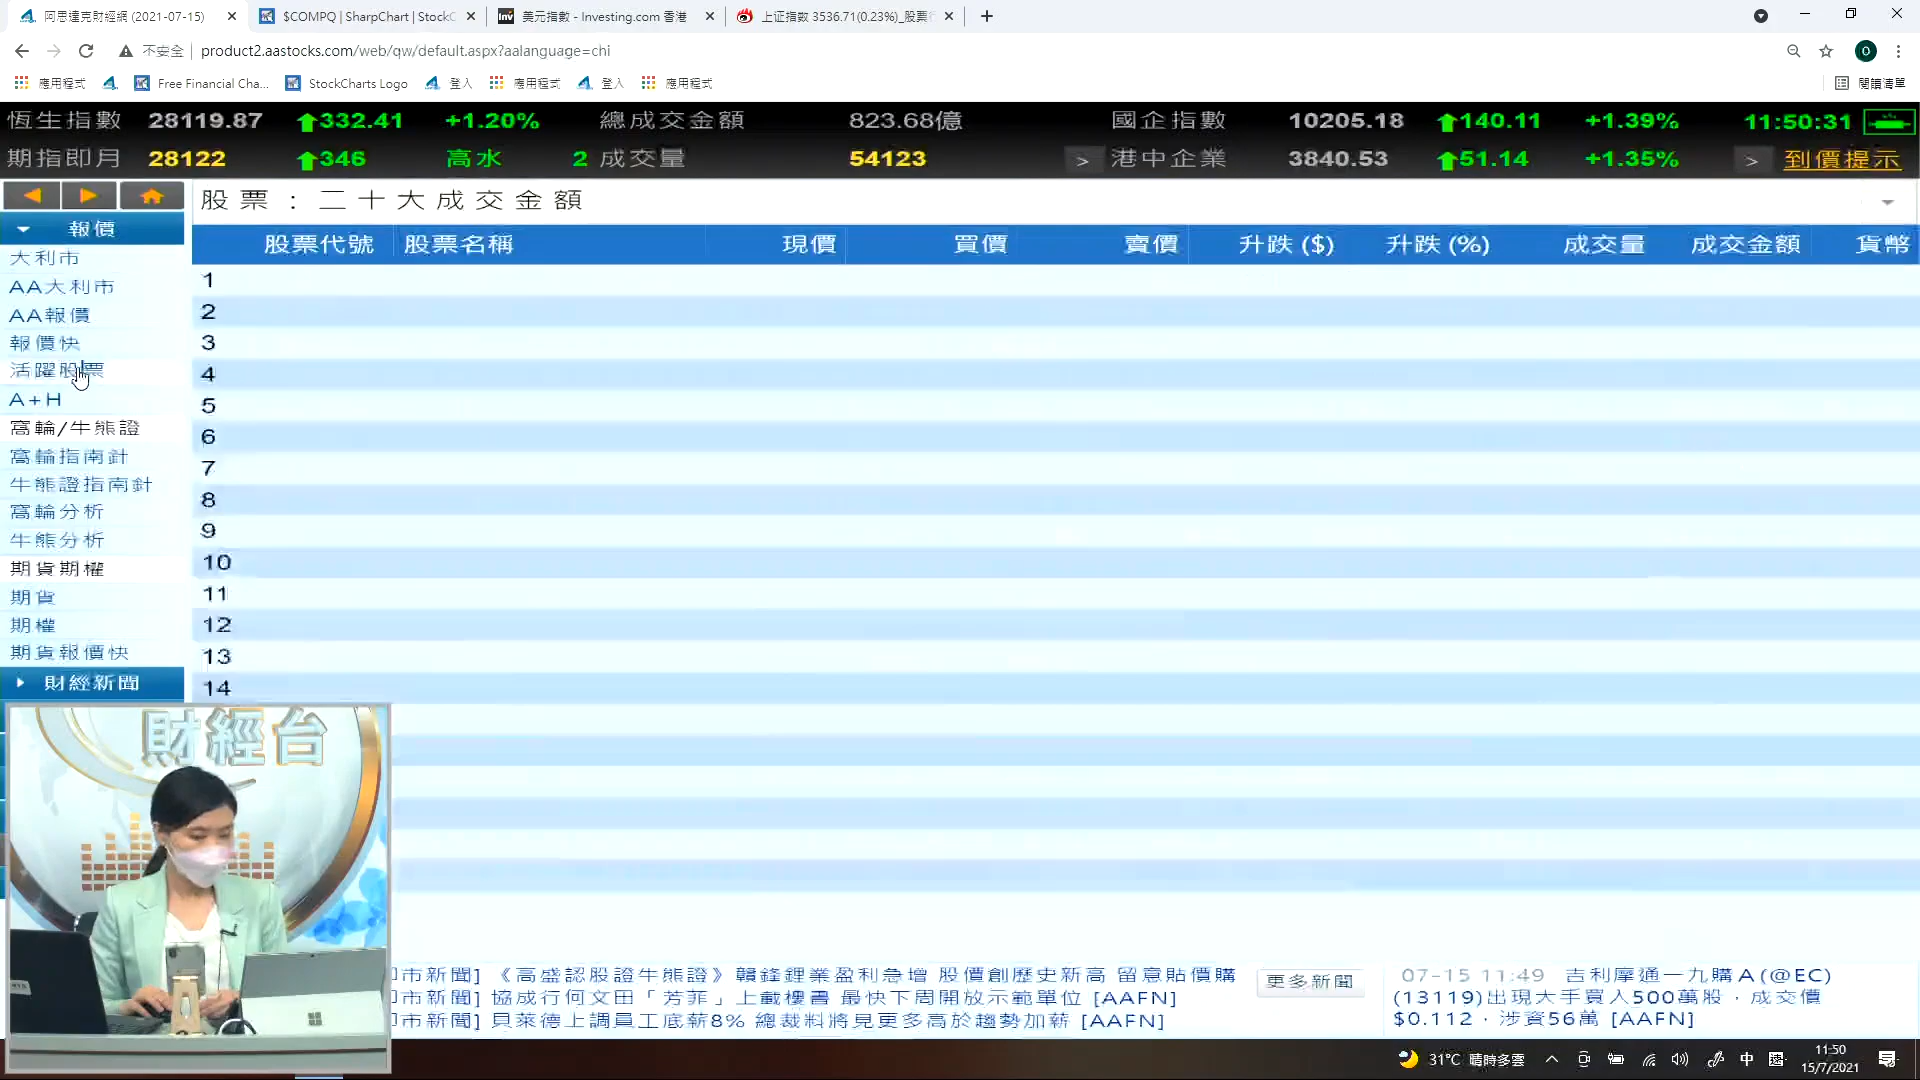 阿思達克財經網 (2021-07-15)
$COMPQ | SharpChart | StockC
美元指數 - Investing.com 香港
上证指数 3536.71(0.23%)_股票行
不安全 product2.aastocks.com/web/qw/default.aspx?aalanguage=chi
應用程式 Free Financial Cha... StockCharts Logo 登入 應用程式 登入 應用程式 閱讀清單
恆生指數 28119.87 332.41 +1.20% 總成交金額 823.68億 國企指數 10205.18 140.11 +1.39% 11:50:31
期指即月 28122 346 高水 2 成交量 54123 > 港中企業 3840.53 51.14 +1.35% > 到價提示
股票：二十大成交金額
股票代號 股票名稱 現價 買價 賣價 升跌 ($) 升跌 (%) 成交量 成交金額 貨幣
1
2
3
4
5
6
7
8
9
10
11
12
13
14
報價
大利市
AA大利市
AA報價
報價快
活躍股票
A+H
窩輪/牛熊證
窩輪指南針
牛熊證指南針
窩輪分析
牛熊分析
期貨期權
期貨
期權
期貨報價快
財經新聞
財經台
市新聞] 《高盛認股證牛熊證》贛鋒鋰業盈利急增 股價創歷史新高 留意貼價購
市新聞] 協成行何文田「芳菲」上載樓書 最快下周開放示範單位 [AAFN]
市新聞] 貝萊德上調員工底薪8% 總裁料將見更多高於趨勢加薪 [AAFN]
更多新聞
07-15 11:49 吉利摩通一九購A(@EC)
(13119)出現大手買入500萬股，成交價
$0.112，涉資56萬 [AAFN]
31°C 晴時多雲 中
11:50
15/7/2021